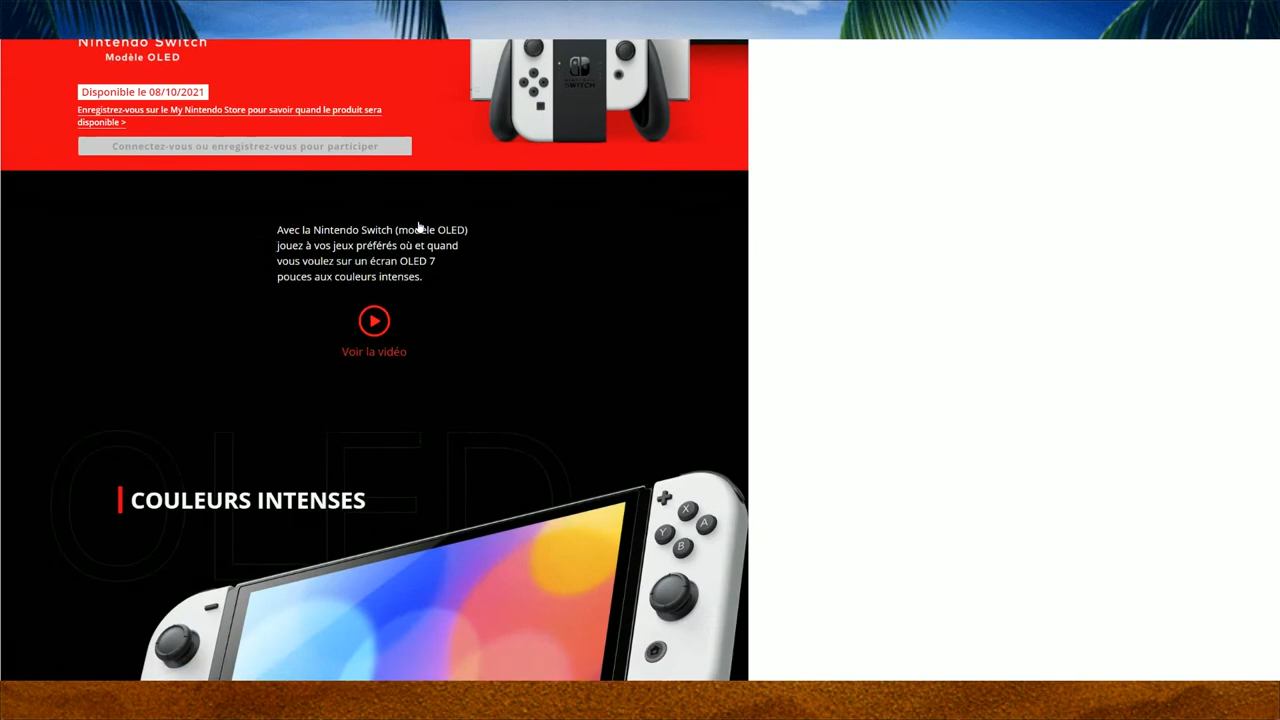 Nintendo Switch
Modèle OLED
Disponible le 08/10/2021
Enregistrez-vous sur le My Nintendo Store pour savoir quand le produit sera
disponible >
Connectez-vous ou enregistrez-vous pour participer
SWITCH
Avec la Nintendo Switch (modèle OLED)
jouez à vos jeux préférés où et quand
vous voulez sur un écran OLED 7
pouces aux couleurs intenses.
Voir la vidéo
OLED
COULEURS INTENSES
X
Y A
B